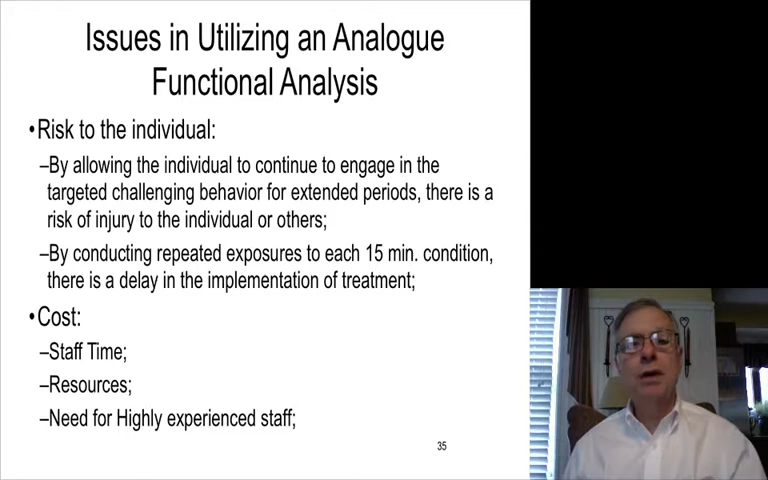 Issues in Utilizing an Analogue
Functional Analysis
•Risk to the individual:
–By allowing the individual to continue to engage in the
targeted challenging behavior for extended periods, there is a
risk of injury to the individual or others;
–By conducting repeated exposures to each 15 min. condition,
there is a delay in the implementation of treatment;
•Cost:
–Staff Time;
–Resources;
–Need for Highly experienced staff;
35